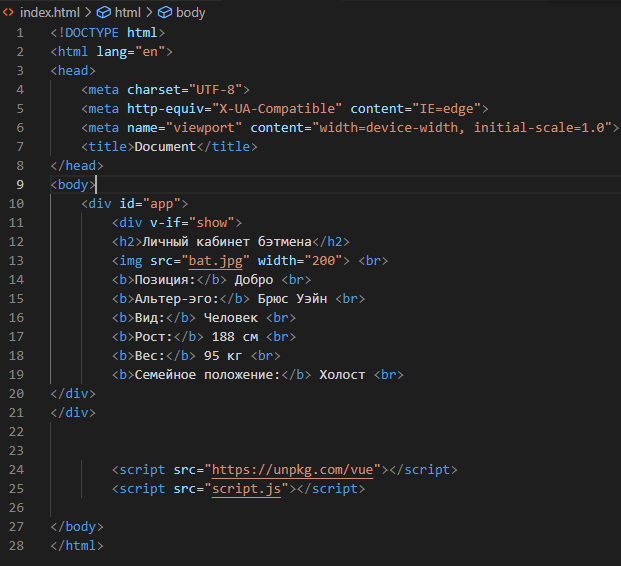 index.html > html > body
1 <!DOCTYPE html>
2 <html lang="en">
3 <head>
4 <meta charset="UTF-8">
5 <meta http-equiv="X-UA-Compatible" content="IE=edge">
6 <meta name="viewport" content="width=device-width, initial-scale=1.0">
7 <title>Document</title>
8 </head>
9 <body>
10 <div id="app">
11 <div v-if="show">
12 <h2>Личный кабинет бэтмена</h2>
13 <img src="bat.jpg" width="200"> <br>
14 <b>Позиция:</b> Добро <br>
15 <b>Альтер-эго:</b> Брюс Уэйн <br>
16 <b>Вид:</b> Человек <br>
17 <b>Рост:</b> 188 см <br>
18 <b>Вес:</b> 95 кг <br>
19 <b>Семейное положение:</b> Холост <br>
20 </div>
21 </div>
22
23
24 <script src="https://unpkg.com/vue"></script>
25 <script src="script.js"></script>
26
27 </body>
28 </html>